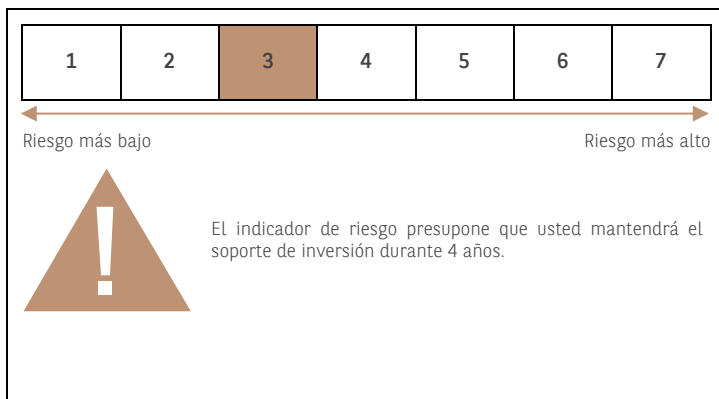 1 2 3 4 5 6 7
Riesgo más bajo Riesgo más alto
!
El indicador de riesgo presupone que usted mantendrá el
soporte de inversión durante 4 años.